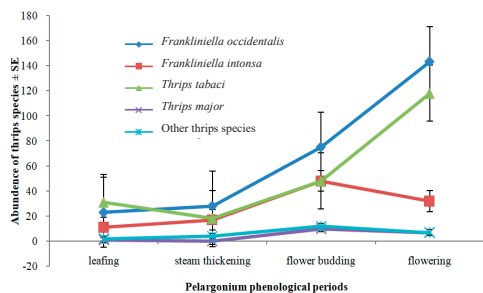 180
160
140
120
100
80
60
40
20
0
-20
Abundeance of thrips species ± SE
Frankliniella occidentalis
Frankliniella intonsa
Thrips tabaci
Thrips major
Other thrips species
leafing steam thickening flower budding flowering
Pelargonium phenological periods